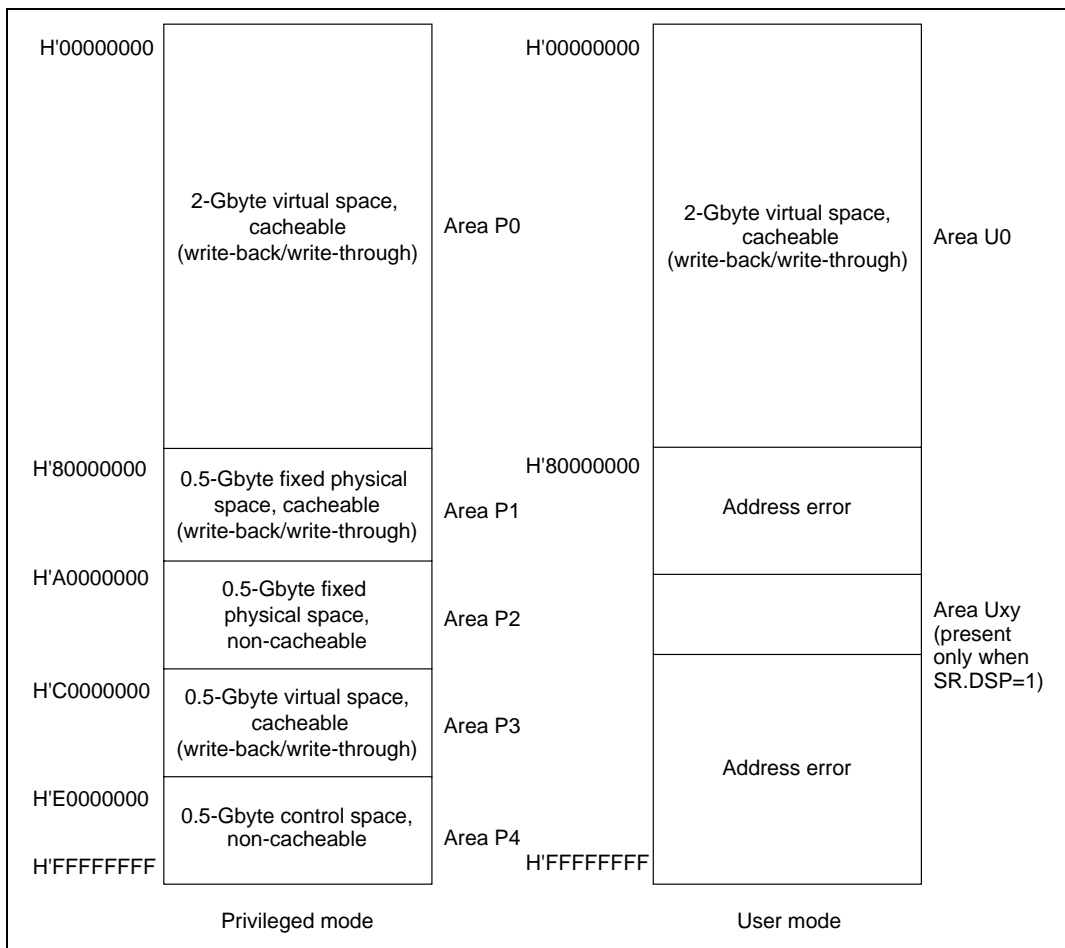 H'00000000
2-Gbyte virtual space,
cacheable
(write-back/write-through)
Area P0
H'80000000
0.5-Gbyte fixed physical
space, cacheable
(write-back/write-through)
Area P1
H'A0000000
0.5-Gbyte fixed
physical space,
non-cacheable
Area P2
H'C0000000
0.5-Gbyte virtual space,
cacheable
(write-back/write-through)
Area P3
H'E0000000
0.5-Gbyte control space,
non-cacheable
Area P4
H'FFFFFFFF
Privileged mode
H'00000000
2-Gbyte virtual space,
cacheable
(write-back/write-through)
Area U0
H'80000000
Address error
Area Uxy
(present
only when
SR.DSP=1)
Address error
H'FFFFFFFF
User mode